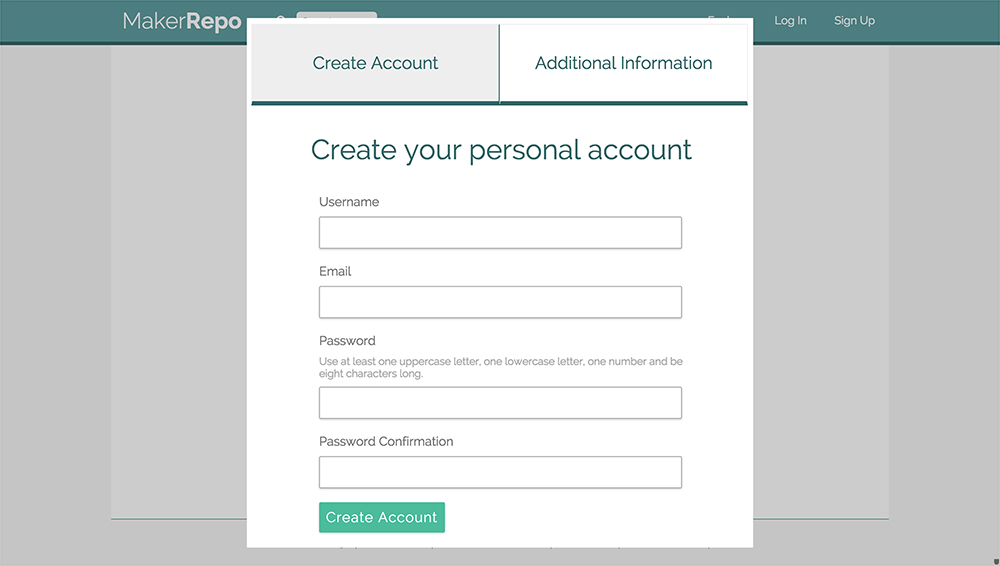 MakerRepo
Log In
Sign Up
Create Account
Additional Information
Create your personal account
Username
Email
Password
Use at least one uppercase letter, one lowercase letter, one number and be
eight characters long.
Password Confirmation
Create Account